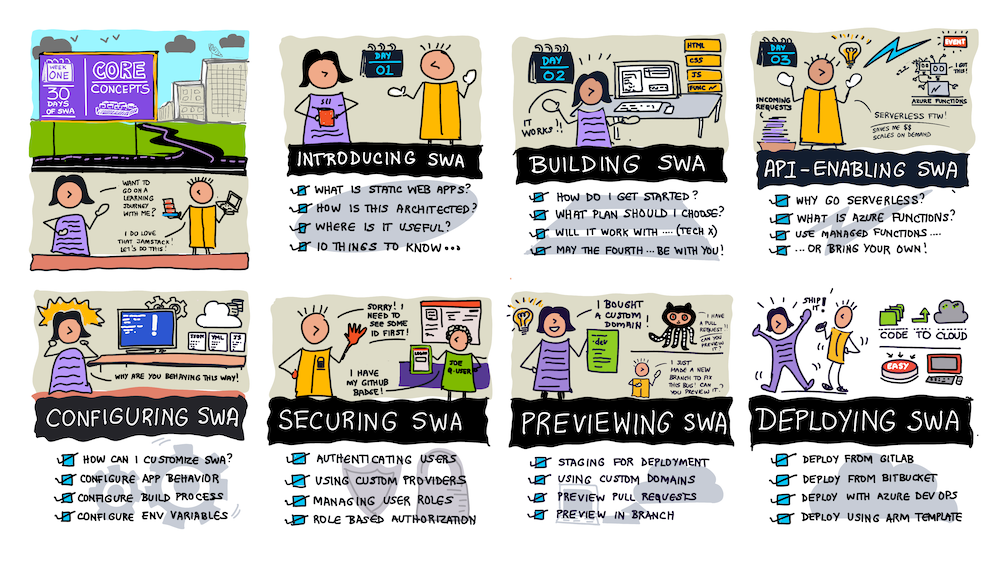 WEEK
ONE
30
DAYS
OF SWA
CORE
CONCEPTS
WANT TO
GO ON A
LEARNING
JOURNEY
WITH ME?
I DO LOVE
THAT JAMSTACK!
LET'S DO THIS!
DAY
01
SCI
INTRODUCING SWA
WHAT IS STATIC WEB APPS?
HOW IS THIS ARCHITECTED?
WHERE IS IT USEFUL?
10 THINGS TO KNOW...
DAY
02
HTML
CSS
JS
FUNC
IT
WORKS!!
BUILDING SWA
HOW DO I GET STARTED?
WHAT PLAN SHOULD I CHOOSE?
WILL IT WORK WITH .... (TECH X)
MAY THE FOURTH ... BE WITH YOU!
DAY
03
EVENT
I GOT
THIS!
AZURE FUNCTIONS
INCOMING
REQUESTS
SERVERLESS FTW!
SAVES ME $$
SCALES ON DEMAND
API-ENABLING SWA
WHY GO SERVERLESS?
WHAT IS AZURE FUNCTIONS?
USE MANAGED FUNCTIONS ....
... OR BRING YOUR OWN!
!
JSON
YML
JS
WHY ARE YOU BEHAVING THIS WAY!
CONFIGURING SWA
HOW CAN I CUSTOMIZE SWA?
CONFIGURE APP BEHAVIOR
CONFIGURE BUILD PROCESS
CONFIGURE ENV VARIABLES
SORRY! I
NEED TO
SEE SOME
ID FIRST!
I HAVE
MY GITHUB
BADGE!
LOGIN
JOE
Q-USER
SECURING SWA
AUTHENTICATING USERS
USING CUSTOM PROVIDERS
MANAGING USER ROLES
ROLE BASED AUTHORIZATION
I BOUGHT
A CUSTOM
DOMAIN!
.dev
I HAVE
A PULL
REQUEST!
CAN YOU
PREVIEW
IT?
I JUST
MADE A NEW
BRANCH TO FIX
THIS BUG! CAN
YOU PREVIEW IT?
PREVIEWING SWA
STAGING FOR DEPLOYMENT
USING CUSTOM DOMAINS
PREVIEW PULL REQUESTS
PREVIEW IN BRANCH
SHIP
IT!
CODE TO CLOUD
EASY
DEPLOYING SWA
DEPLOY FROM GITLAB
DEPLOY FROM BITBUCKET
DEPLOY WITH AZURE DEV OPS
DEPLOY USING ARM TEMPLATE